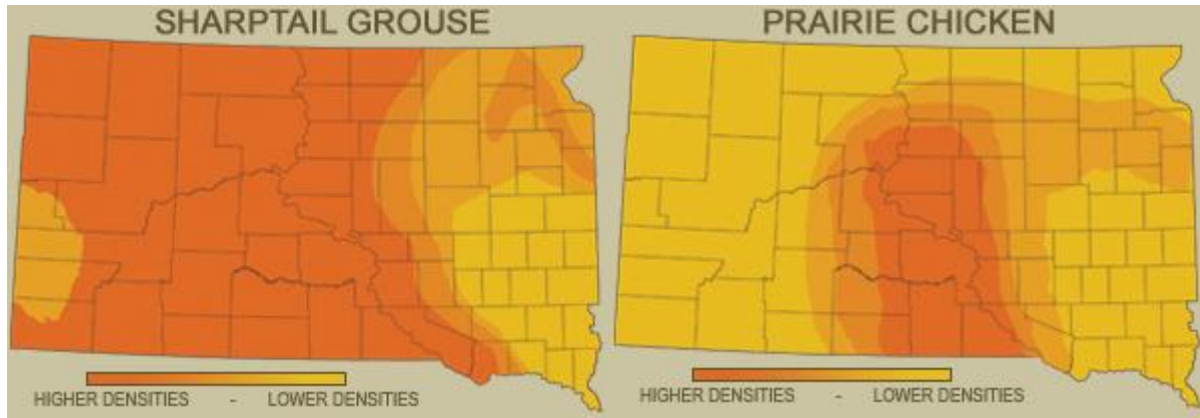 SHARPTAIL GROUSE
HIGHER DENSITIES - LOWER DENSITIES
PRAIRIE CHICKEN
HIGHER DENSITIES - LOWER DENSITIES